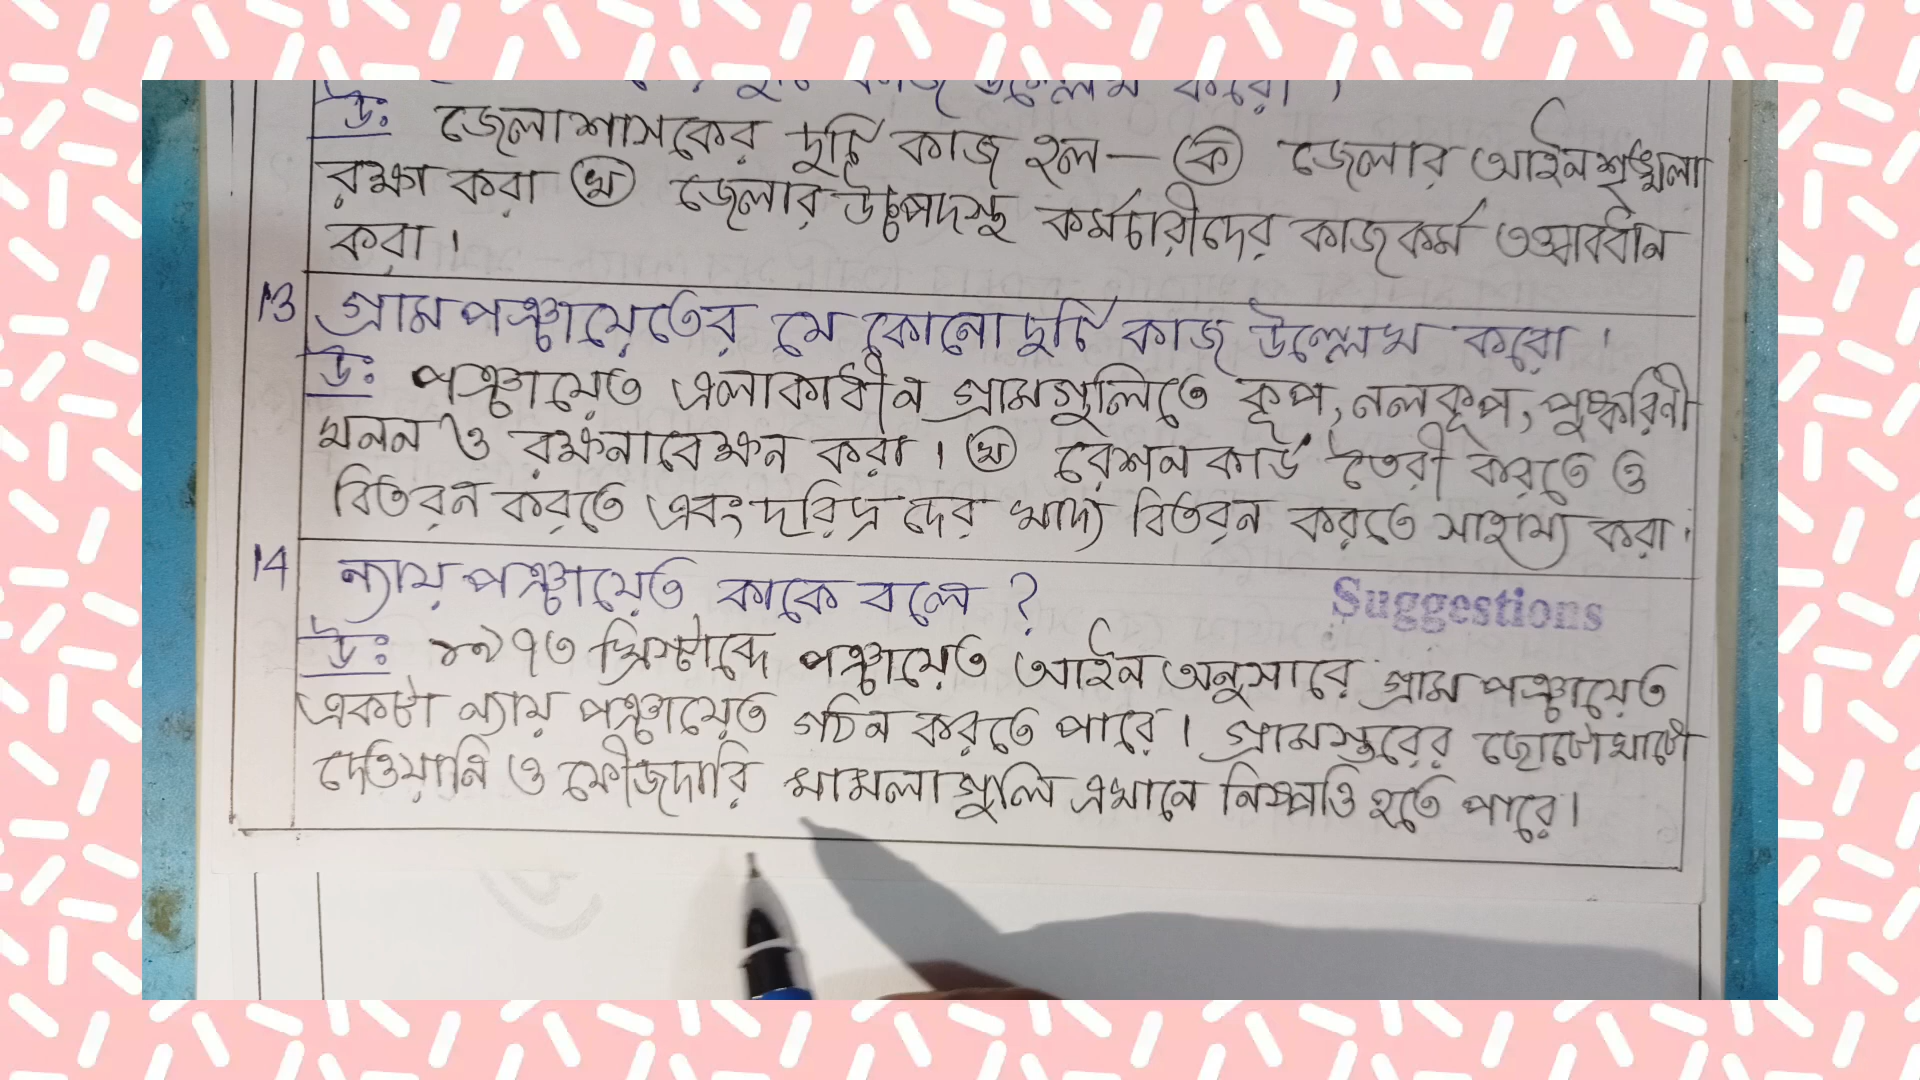 দুটি কাজ উল্লেখ করো।
উঃ জেলাশাসকের দুটি কাজ হল— ক জেলার আইনশৃঙ্খলা
রক্ষা করা খ জেলার উচ্চপদস্থ কর্মচারীদের কাজকর্ম তত্ত্বাবধান
করা।
13 গ্রাম পঞ্চায়েতের যে কোনো দুটি কাজ উল্লেখ করো।
উঃ পঞ্চায়েত এলাকাধীন গ্রামগুলিতে কূপ, নলকূপ, পুষ্করিণী
খনন ও রক্ষনাবেক্ষন করা। খ রেশন কার্ড তৈরী করতে ও
বিতরন করতে এবং দরিদ্র দের খাদ্য বিতরন করতে সাহায্য করা।
14 ন্যায় পঞ্চায়েত কাকে বলে ?
Suggestions
উঃ ১৯৭৩ খ্রিস্টাব্দে পঞ্চায়েত আইন অনুসারে গ্রাম পঞ্চায়েত
একটা ন্যায় পঞ্চায়েত গঠন করতে পারে। গ্রামস্তরের ছোটোখাটো
দেওয়ানি ও ফৌজদারি মামলাগুলি এখানে নিষ্পত্তি হতে পারে।